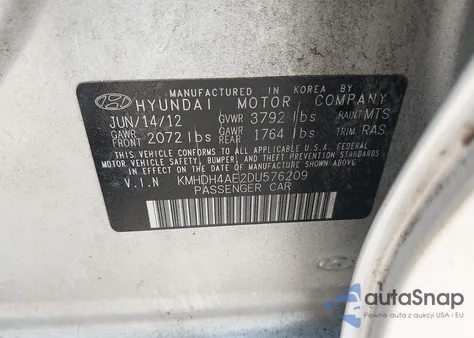 MANUFACTURED IN KOREA BY
HYUNDAI MOTOR COMPANY
JUN/14/12 GVWR 3792 lbs PAINT MTS
GAWR FRONT 2072 lbs GAWR REAR 1764 lbs TRIM RAS
THIS VEHICLE CONFORMS TO ALL APPLICABLE U.S.A. FEDERAL
MOTOR VEHICLE SAFETY, BUMPER, AND THEFT PREVENTION STANDARDS
IN EFFECT ON THE DATE OF MANUFACTURE SHOWN ABOVE.
V.I.N KMHDH4AE2DU576209
PASSENGER CAR
autoSnap
Pewne auta z aukcji USA i EU